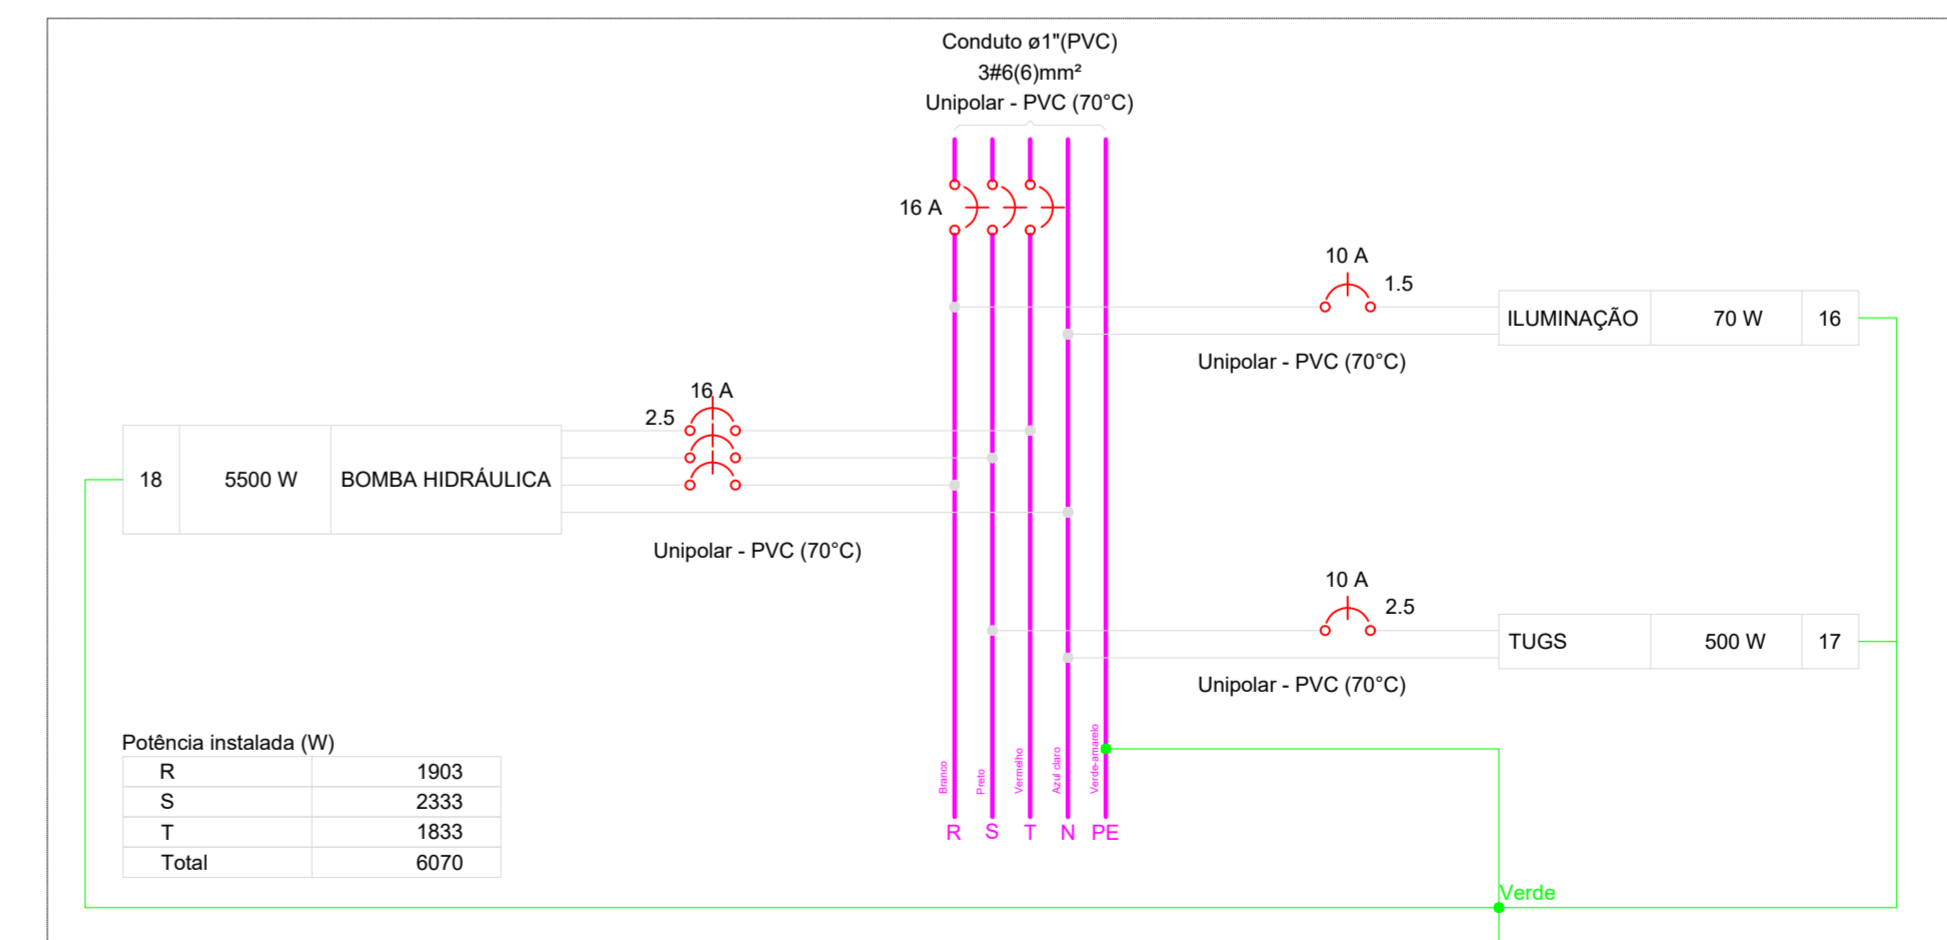 Conduto ø1"(PVC)
3#6(6)mm²
Unipolar - PVC (70°C)
16 A
10 A
1.5
ILUMINAÇÃO 70 W 16
Unipolar - PVC (70°C)
16 A
2.5
18 5500 W BOMBA HIDRÁULICA
Unipolar - PVC (70°C)
10 A
2.5
TUGS 500 W 17
Unipolar - PVC (70°C)
Potência instalada (W)
R 1903
S 2333
T 1833
Total 6070
Branco
Preto
Vermelho
Azul claro
Verde-amarelo
R S T N PE
Verde